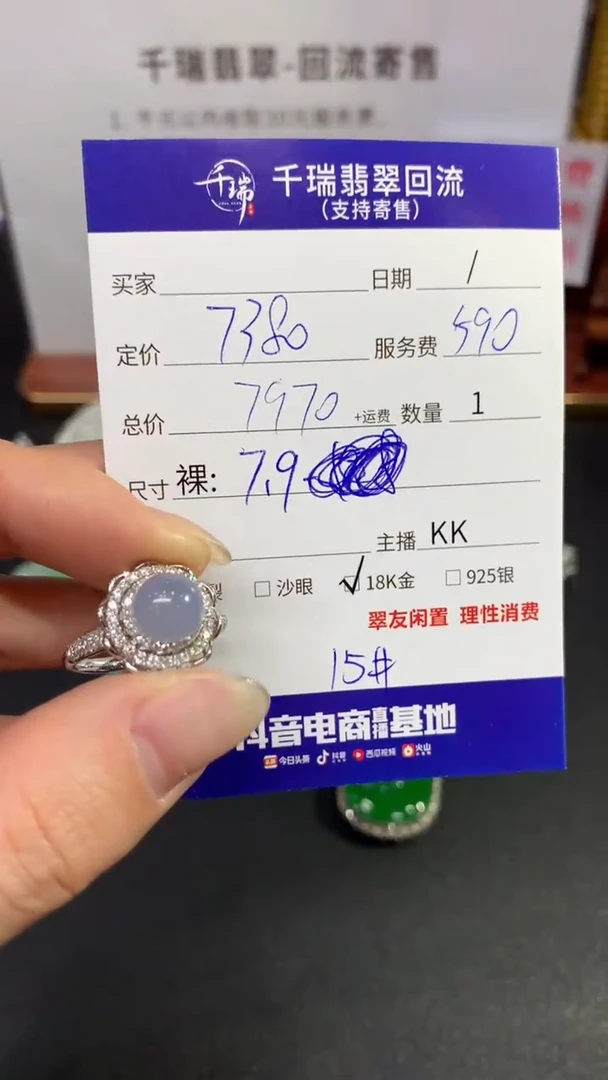 千瑞翡翠-回流寄售
千瑞
千瑞翡翠回流
(支持寄售)
买家 日期 /
定价 7380 服务费 590
总价 7970 +运费 数量 1
尺寸 裸: 7.9
主播 KK
裂 □ 沙眼 ☑ 18K金 □ 925银
翠友闲置 理性消费
15#
抖音电商直播基地
今日头条 抖音 西瓜视频 火山